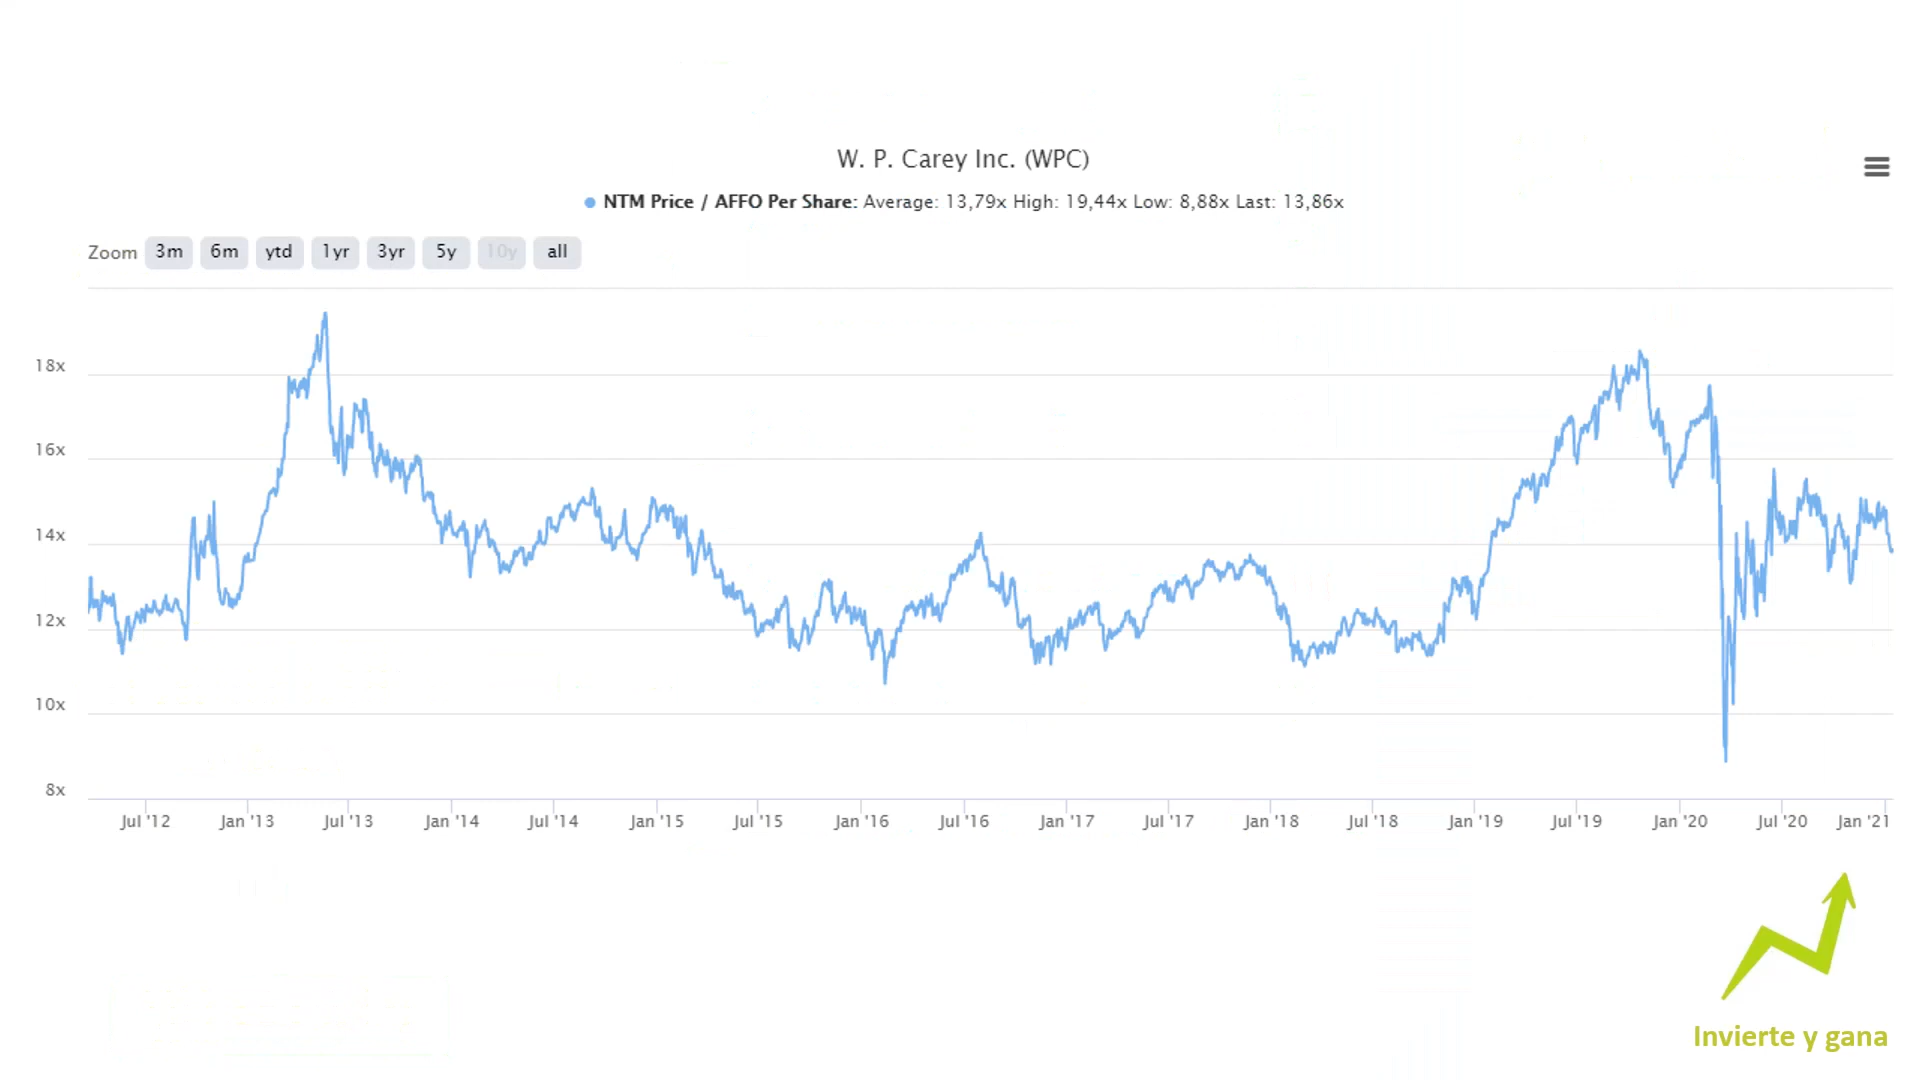 W. P. Carey Inc. (WPC)
NTM Price / AFFO Per Share: Average: 13,79x High: 19,44x Low: 8,88x Last: 13,86x
Zoom 3m 6m ytd 1yr 3yr 5y 10y all
18x
16x
14x
12x
10x
8x
Jul '12 Jan '13 Jul '13 Jan '14 Jul '14 Jan '15 Jul '15 Jan '16 Jul '16 Jan '17 Jul '17 Jan '18 Jul '18 Jan '19 Jul '19 Jan '20 Jul '20 Jan '21
Invierte y gana